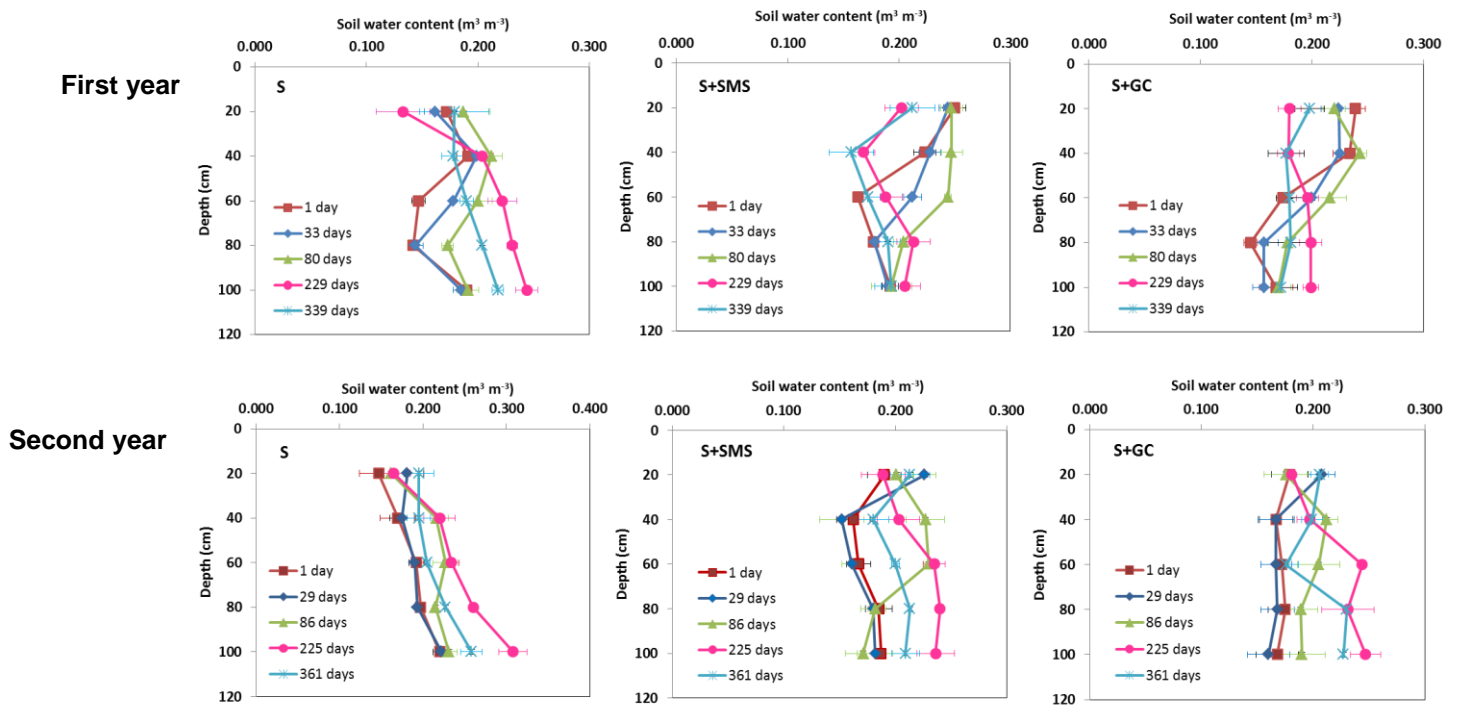 First year
Soil water content (m³ m⁻³)
0.000 0.100 0.200 0.300
0
20
40
60
80
100
120
Depth (cm)
S
1 day
33 days
80 days
229 days
339 days
Soil water content (m³ m⁻³)
0.000 0.100 0.200 0.300
0
20
40
60
80
100
120
Depth (cm)
S+SMS
1 day
33 days
80 days
229 days
339 days
Soil water content (m³ m⁻³)
0.000 0.100 0.200 0.300
0
20
40
60
80
100
120
Depth (cm)
S+GC
1 day
33 days
80 days
229 days
339 days
Second year
Soil water content (m³ m⁻³)
0.000 0.100 0.200 0.300 0.400
0
20
40
60
80
100
120
Depth (cm)
S
1 day
29 days
86 days
225 days
361 days
Soil water content (m³ m⁻³)
0.000 0.100 0.200 0.300
0
20
40
60
80
100
120
Depth (cm)
S+SMS
1 day
29 days
86 days
225 days
361 days
Soil water content (m³ m⁻³)
0.000 0.100 0.200 0.300
0
20
40
60
80
100
120
Depth (cm)
S+GC
1 day
29 days
86 days
225 days
361 days